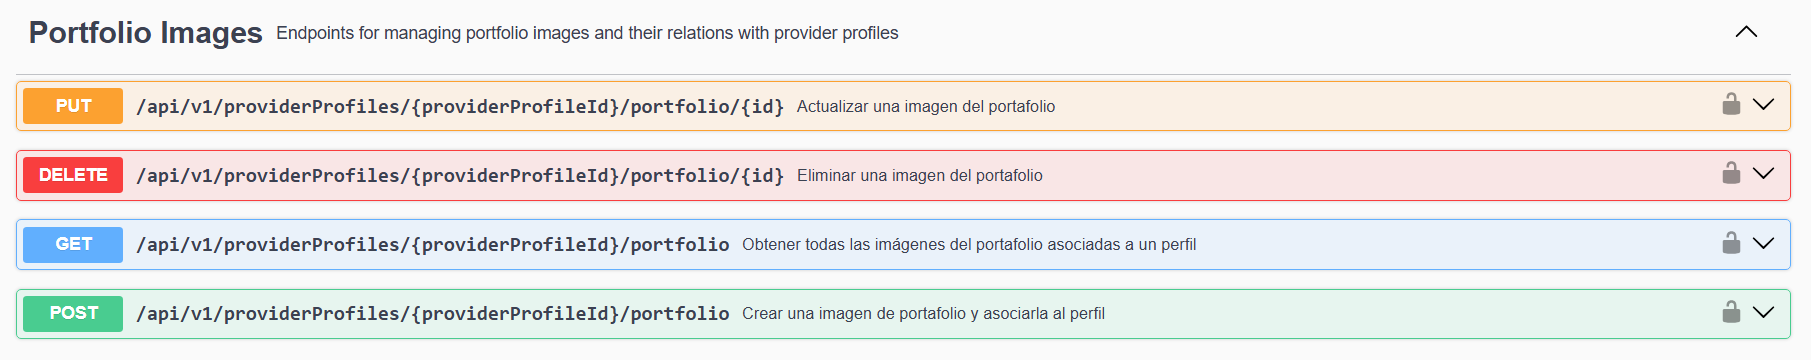 Portfolio Images Endpoints for managing portfolio images and their relations with provider profiles
PUT /api/v1/providerProfiles/{providerProfileId}/portfolio/{id} Actualizar una imagen del portafolio
DELETE /api/v1/providerProfiles/{providerProfileId}/portfolio/{id} Eliminar una imagen del portafolio
GET /api/v1/providerProfiles/{providerProfileId}/portfolio Obtener todas las imágenes del portafolio asociadas a un perfil
POST /api/v1/providerProfiles/{providerProfileId}/portfolio Crear una imagen de portafolio y asociarla al perfil